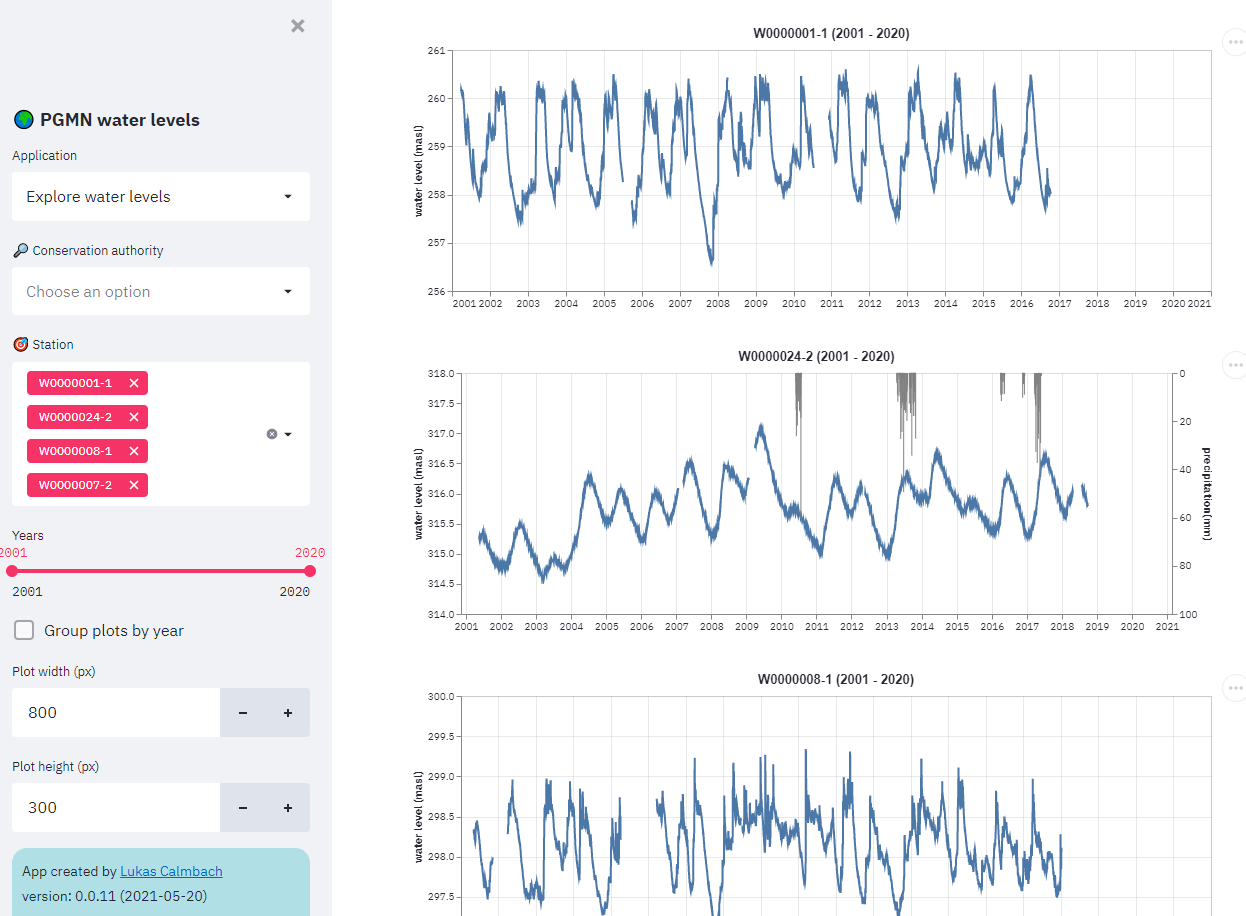 PGMN water levels
Application
Explore water levels
Conservation authority
Choose an option
Station
W0000001-1
W0000024-2
W0000008-1
W0000007-2
Years
2001 2020
2001 2020
Group plots by year
Plot width (px)
800 − +
Plot height (px)
300 − +
App created by Lukas Calmbach
version: 0.0.11 (2021-05-20)
W0000001-1 (2001 - 2020)
water level (masl)
261
260
259
258
257
256
2001 2002 2003 2004 2005 2006 2007 2008 2009 2010 2011 2012 2013 2014 2015 2016 2017 2018 2019 2020 2021
W0000024-2 (2001 - 2020)
water level (masl)
318.0
317.5
317.0
316.5
316.0
315.5
315.0
314.5
314.0
0
20
40
60
80
100
precipitation (mm)
2001 2002 2003 2004 2005 2006 2007 2008 2009 2010 2011 2012 2013 2014 2015 2016 2017 2018 2019 2020 2021
W0000008-1 (2001 - 2020)
water level (masl)
300.0
299.5
299.0
298.5
298.0
297.5